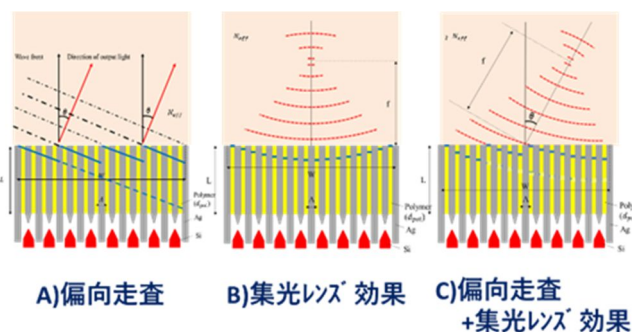 Wave front
Direction of output light
θ
θ
N_eff
L
w
Λ
Polymer
(d_pol)
Ag
Si
A)偏向走査
N_eff
f
L
W
Λ
Polymer
(d_pol)
Ag
Si
B)集光レンズ効果
N_eff
f
θ
L
W
Λ
Poly
(d_p
Ag
Si
C)偏向走査
+集光レンズ効果